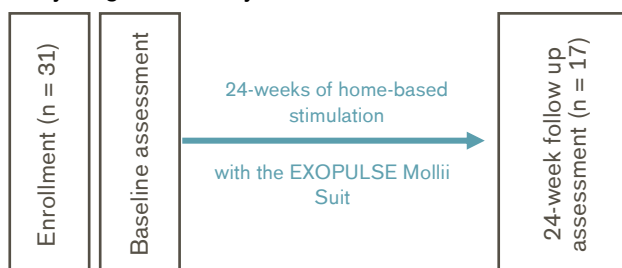 Enrollment (n = 31)
Baseline assessment
24-weeks of home-based
stimulation
with the EXOPULSE Mollii
Suit
24-week follow up
assessment (n = 17)